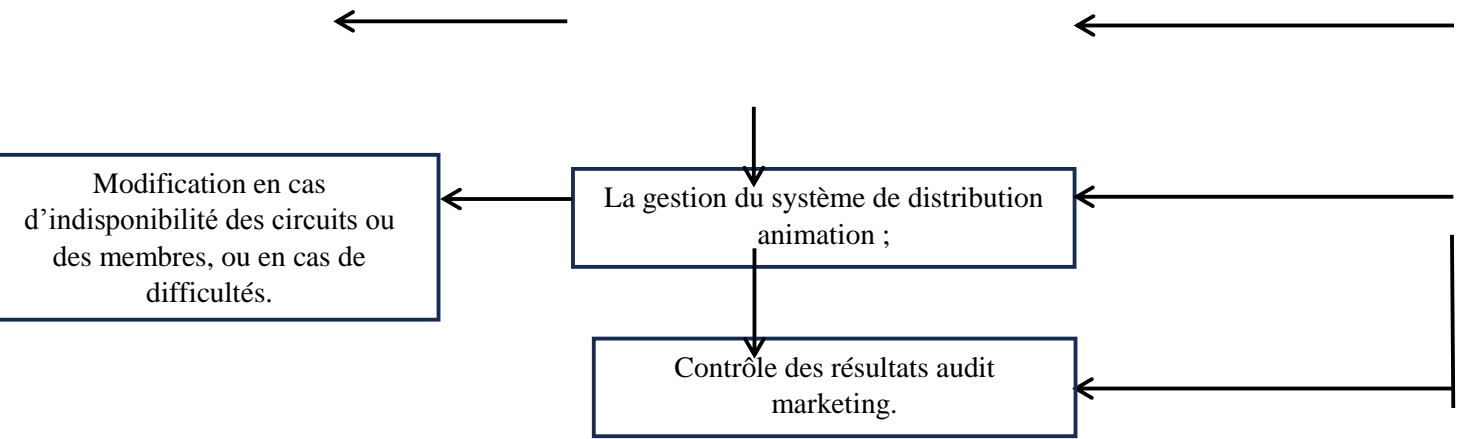 Modification en cas
d’indisponibilité des circuits ou
des membres, ou en cas de
difficultés.
La gestion du système de distribution
animation ;
Contrôle des résultats audit
marketing.